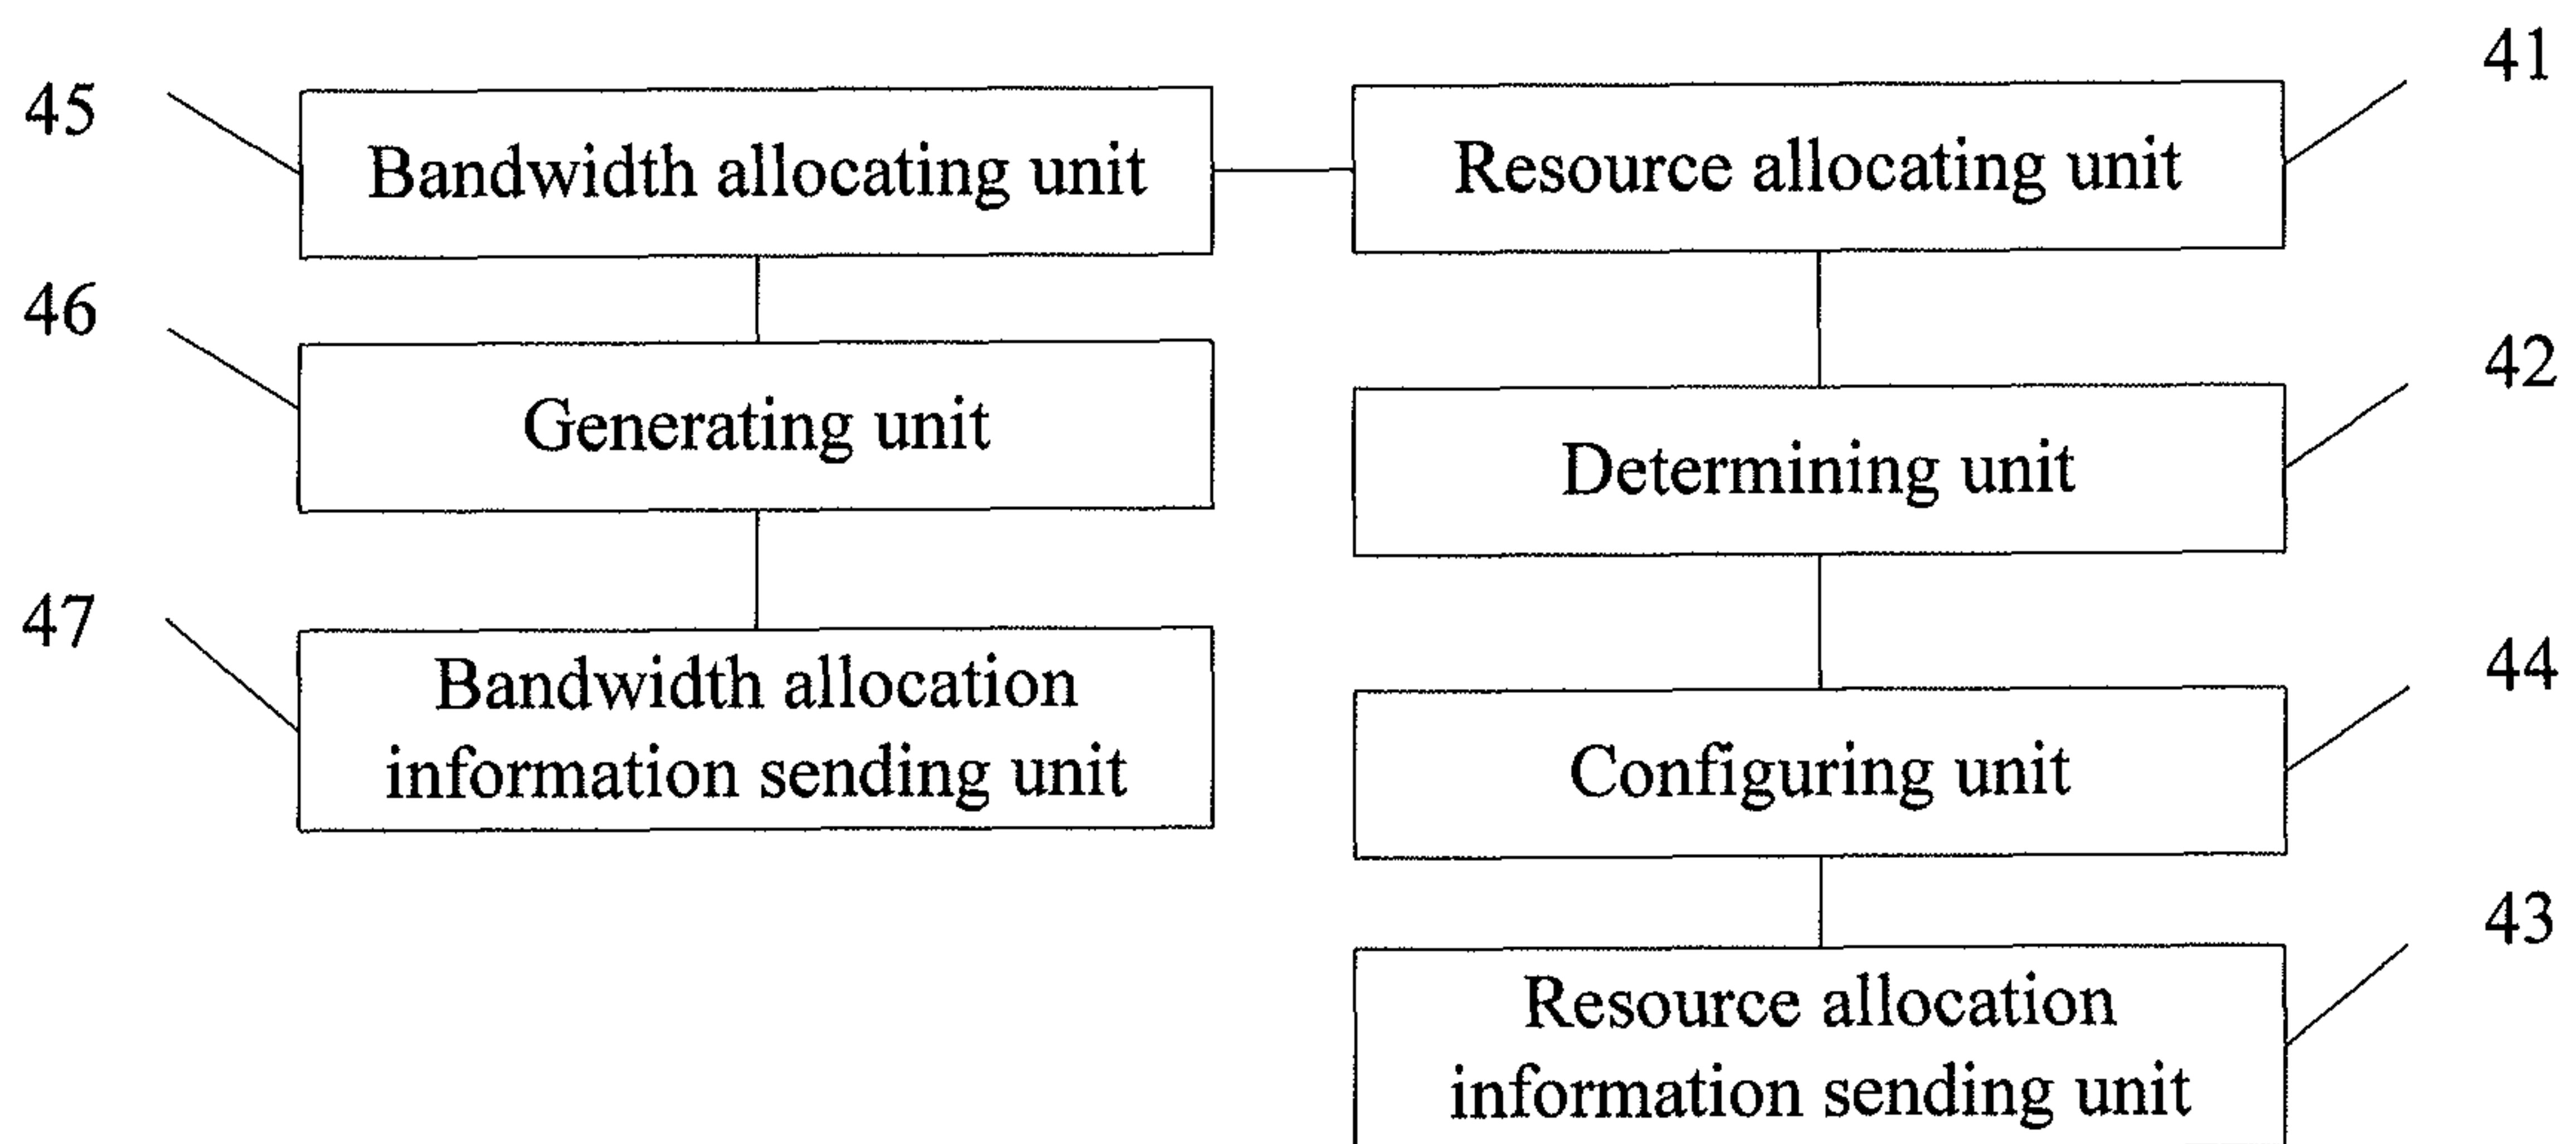 45
Bandwidth allocating unit
46
Generating unit
47
Bandwidth allocation
information sending unit
41
Resource allocating unit
42
Determining unit
44
Configuring unit
43
Resource allocation
information sending unit